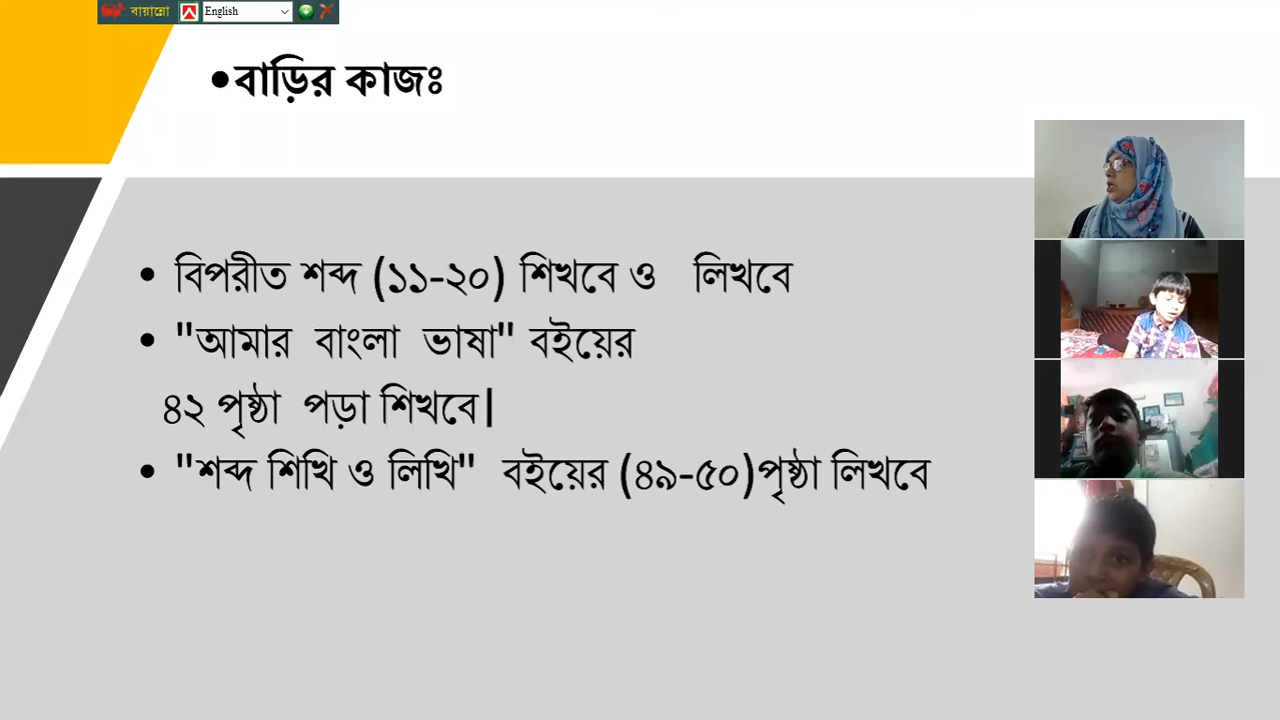 বায়ান্নো English
•বাড়ির কাজঃ
• বিপরীত শব্দ (১১-২০) শিখবে ও লিখবে
• "আমার বাংলা ভাষা" বইয়ের
৪২ পৃষ্ঠা পড়া শিখবে|
• "শব্দ শিখি ও লিখি" বইয়ের (৪৯-৫০)পৃষ্ঠা লিখবে